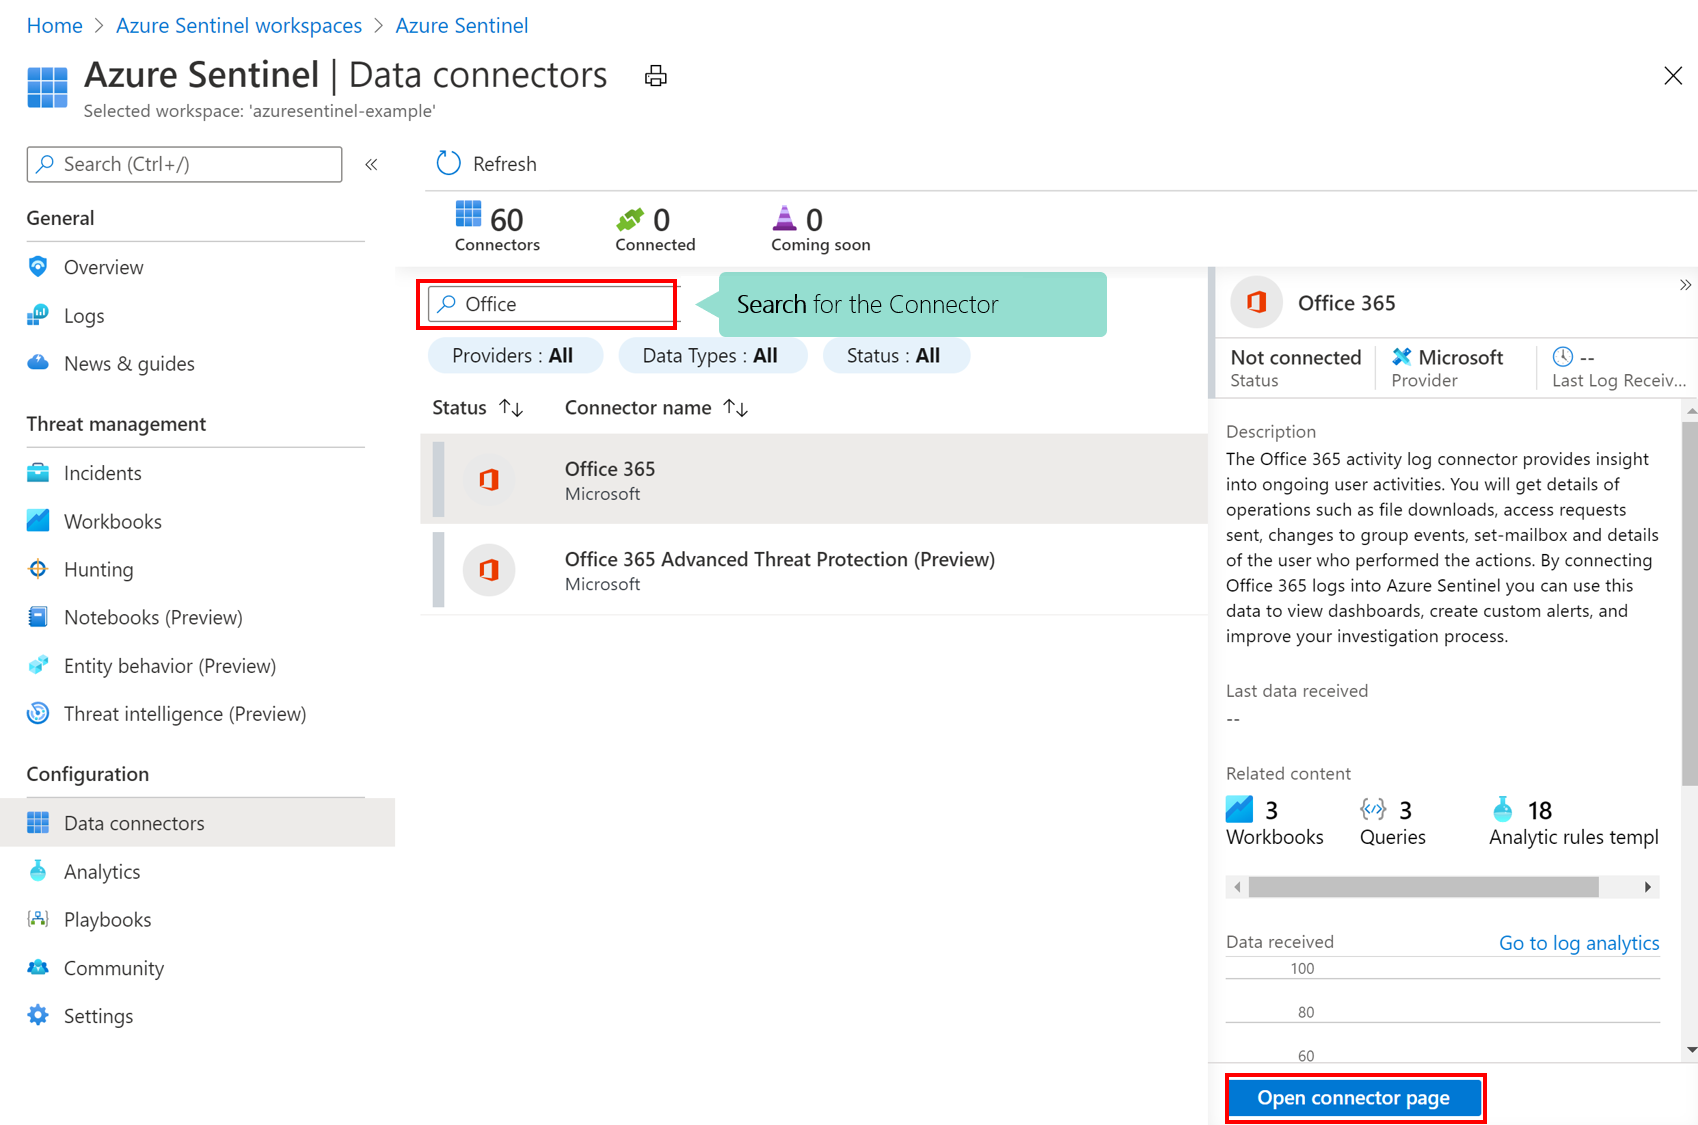 Home > Azure Sentinel workspaces > Azure Sentinel
Azure Sentinel | Data connectors
Selected workspace: 'azuresentinel-example'
Search (Ctrl+/)
«
General
Overview
Logs
News & guides
Threat management
Incidents
Workbooks
Hunting
Notebooks (Preview)
Entity behavior (Preview)
Threat intelligence (Preview)
Configuration
Data connectors
Analytics
Playbooks
Community
Settings
Refresh
60
Connectors
0
Connected
0
Coming soon
Office
Search for the Connector
Providers : All
Data Types : All
Status : All
Status
Connector name
Office 365
Microsoft
Office 365 Advanced Threat Protection (Preview)
Microsoft
»
Office 365
Not connected
Status
Microsoft
Provider
--
Last Log Receiv...
Description
The Office 365 activity log connector provides insight
into ongoing user activities. You will get details of
operations such as file downloads, access requests
sent, changes to group events, set-mailbox and details
of the user who performed the actions. By connecting
Office 365 logs into Azure Sentinel you can use this
data to view dashboards, create custom alerts, and
improve your investigation process.
Last data received
--
Related content
3
Workbooks
3
Queries
18
Analytic rules templ
Data received
Go to log analytics
100
80
60
Open connector page